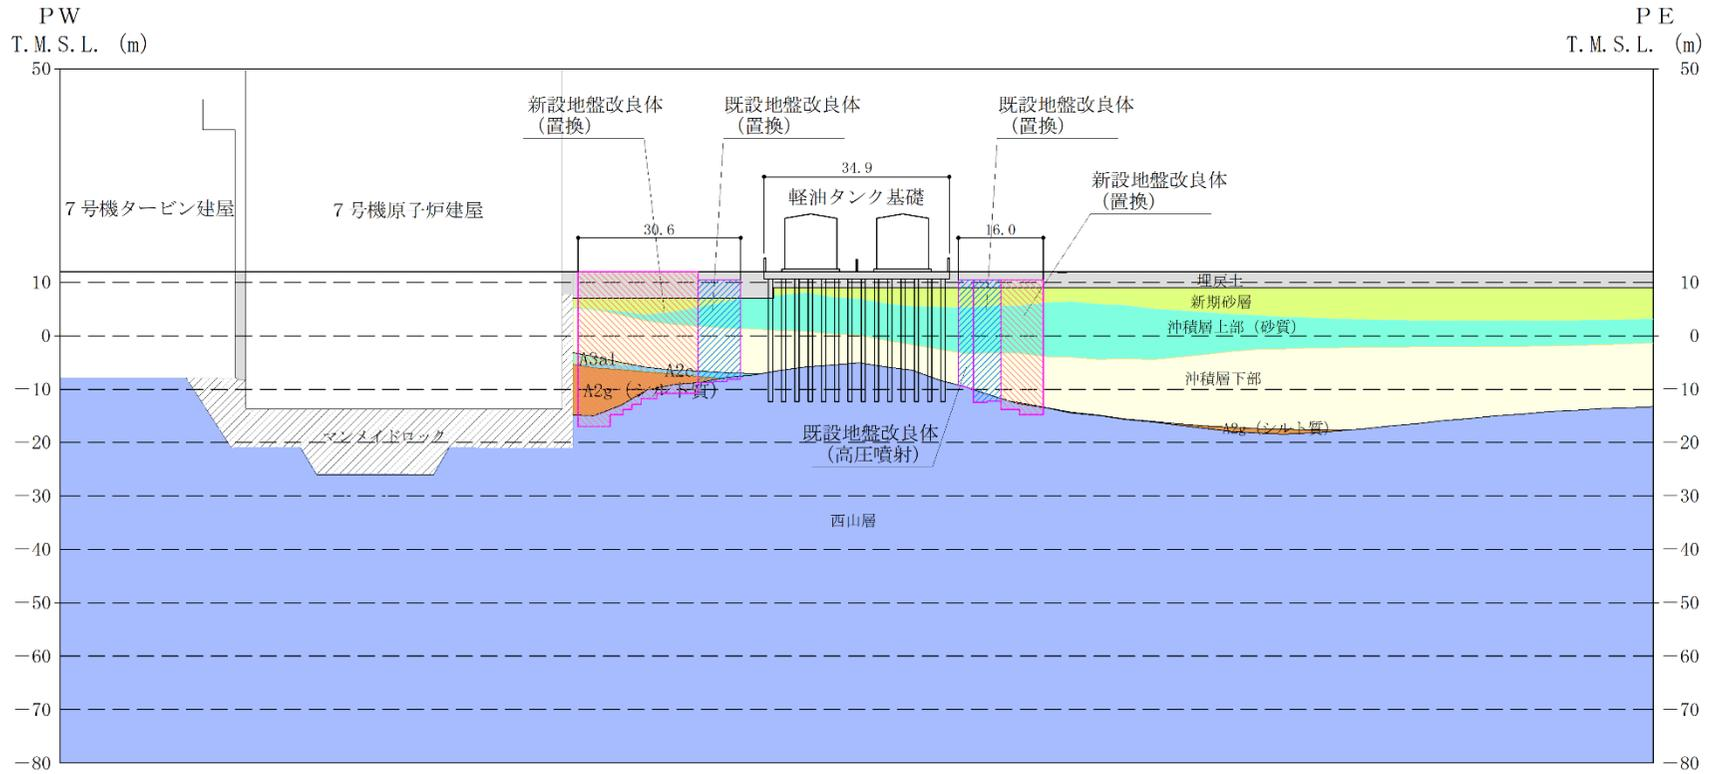 ＰＷ
ＰＥ
T.M.S.L. (m)
T.M.S.L. (m)
50
50
新設地盤改良体
（置換）
既設地盤改良体
（置換）
既設地盤改良体
（置換）
34.9
新設地盤改良体
（置換）
軽油タンク基礎
７号機タービン建屋
７号機原子炉建屋
30.6
16.0
10
埋戻土
10
新期砂層
沖積層上部（砂質）
0
0
A3a1
A2c
沖積層下部
−10
A2g（シルト質）
−10
既設地盤改良体
（高圧噴射）
A2g（シルト質）
マンメイドロック
−20
−20
−30
−30
西山層
−40
−40
−50
−50
−60
−60
−70
−70
−80
−80